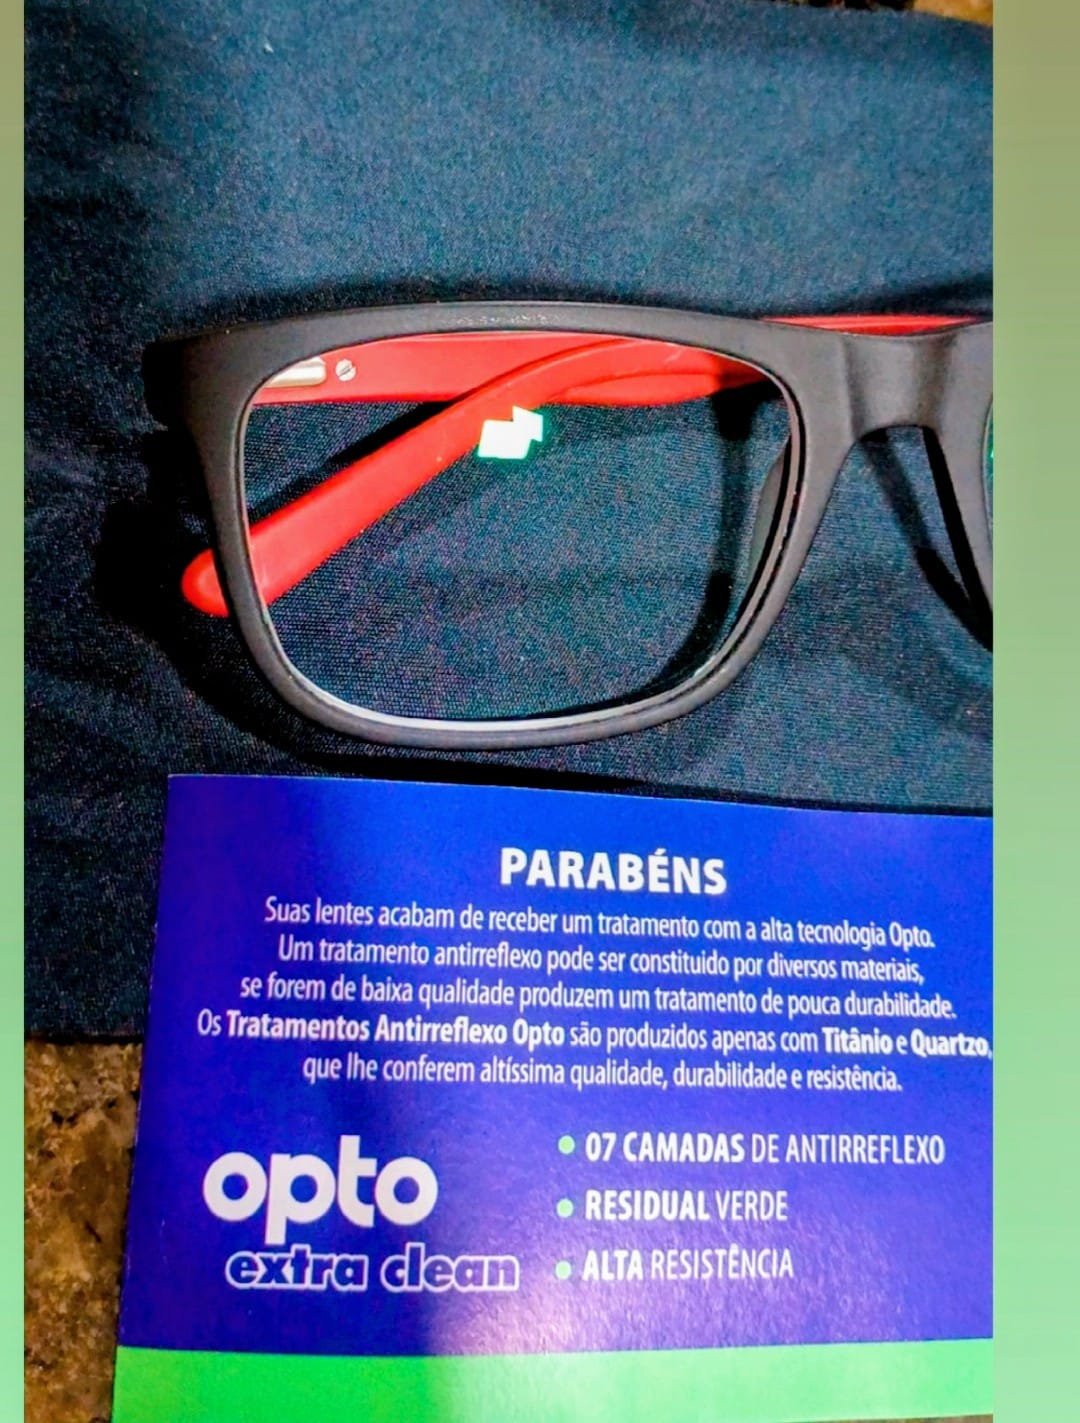 PARABÉNS
Suas lentes acabam de receber um tratamento com a alta tecnologia Opto.
Um tratamento antirreflexo pode ser constituido por diversos materiais,
se forem de baixa qualidade produzem um tratamento de pouca durabilidade.
Os Tratamentos Antirreflexo Opto são produzidos apenas com Titânio e Quartzo,
que lhe conferem altíssima qualidade, durabilidade e resistência.
opto
extra clean
07 CAMADAS DE ANTIRREFLEXO
RESIDUAL VERDE
ALTA RESISTÊNCIA